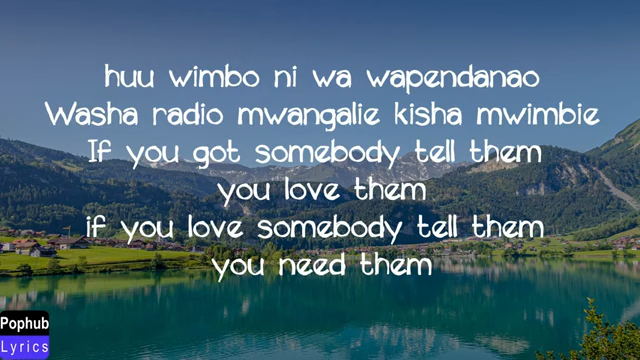 huu wimbo ni wa wapendanao
Washa radio mwangalie kisha mwimbie
If you got somebody tell them
you love them
if you love somebody tell them
you need them
Pophub
Lyrics